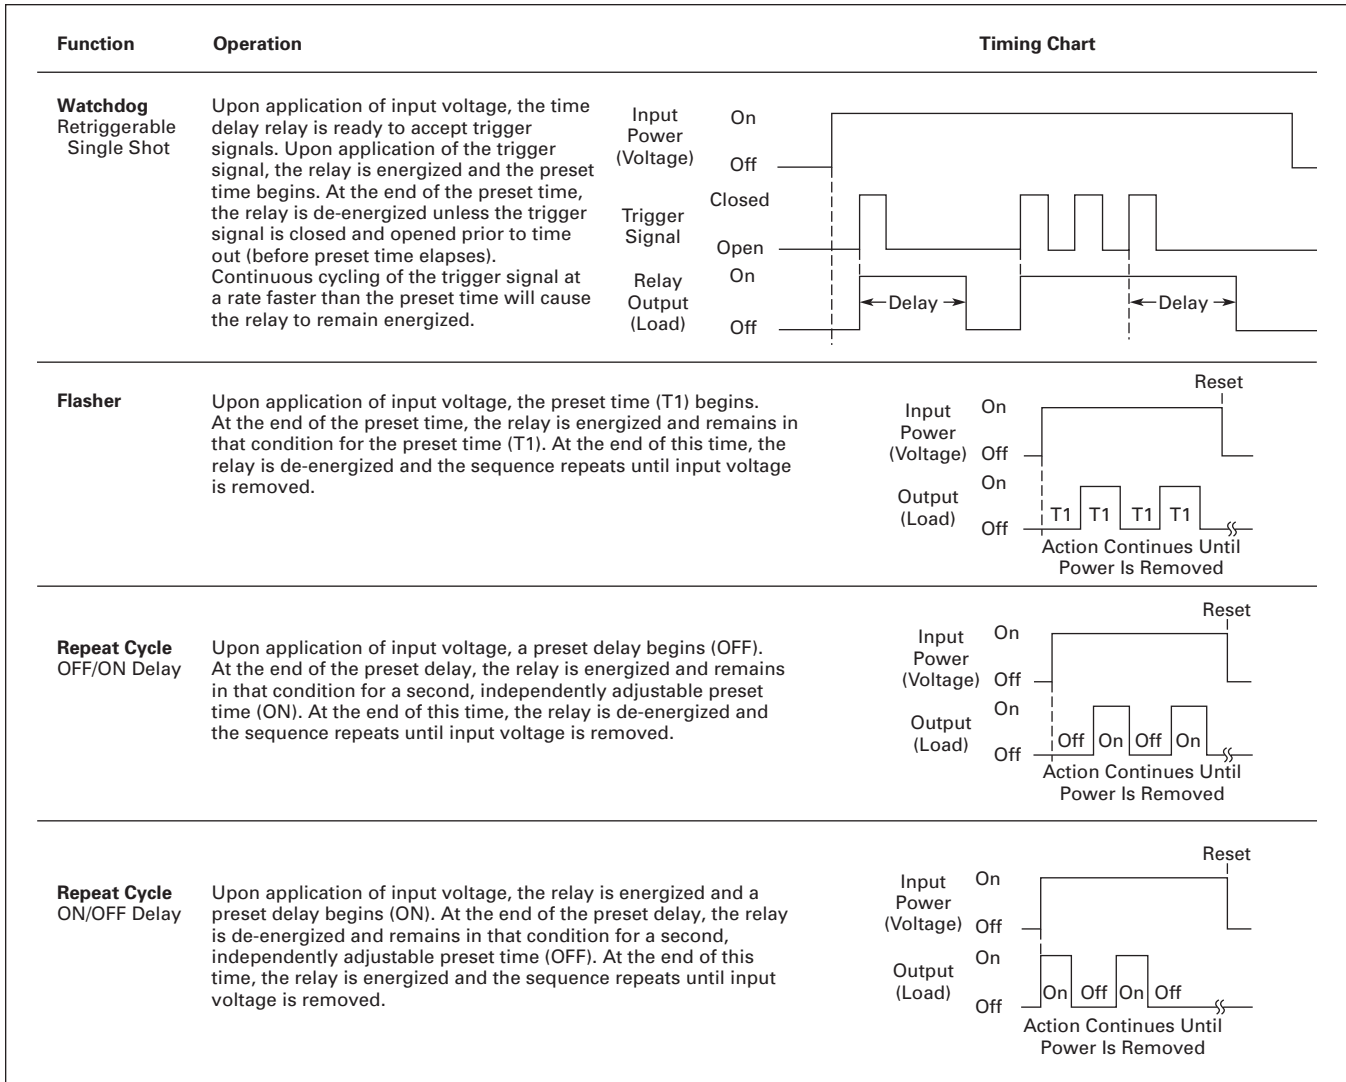 Function Operation Timing Chart
Watchdog
Retriggerable
Single Shot
Upon application of input voltage, the time
delay relay is ready to accept trigger
signals. Upon application of the trigger
signal, the relay is energized and the preset
time begins. At the end of the preset time,
the relay is de-energized unless the trigger
signal is closed and opened prior to time
out (before preset time elapses).
Continuous cycling of the trigger signal at
a rate faster than the preset time will cause
the relay to remain energized.
Input
Power
(Voltage)
On
Off
Trigger
Signal
Closed
Open
Relay
Output
(Load)
On
Off
Delay
Delay
Flasher
Upon application of input voltage, the preset time (T1) begins.
At the end of the preset time, the relay is energized and remains in
that condition for the preset time (T1). At the end of this time, the
relay is de-energized and the sequence repeats until input voltage
is removed.
Reset
Input
Power
(Voltage)
On
Off
Output
(Load)
On
Off
T1 T1 T1 T1
Action Continues Until
Power Is Removed
Repeat Cycle
OFF/ON Delay
Upon application of input voltage, a preset delay begins (OFF).
At the end of the preset delay, the relay is energized and remains
in that condition for a second, independently adjustable preset
time (ON). At the end of this time, the relay is de-energized and
the sequence repeats until input voltage is removed.
Reset
Input
Power
(Voltage)
On
Off
Output
(Load)
On
Off
Off On Off On
Action Continues Until
Power Is Removed
Repeat Cycle
ON/OFF Delay
Upon application of input voltage, the relay is energized and a
preset delay begins (ON). At the end of the preset delay, the relay
is de-energized and remains in that condition for a second,
independently adjustable preset time (OFF). At the end of this
time, the relay is energized and the sequence repeats until input
voltage is removed.
Reset
Input
Power
(Voltage)
On
Off
Output
(Load)
On
Off
On Off On Off
Action Continues Until
Power Is Removed